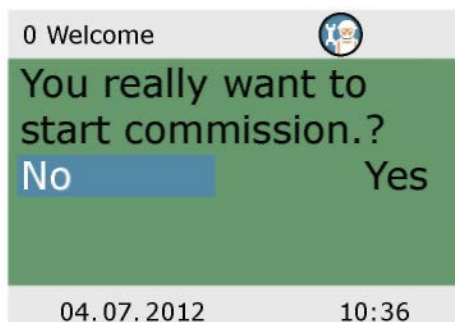 0 Welcome
You really want to
start commission.?
No Yes
04.07.2012 10:36